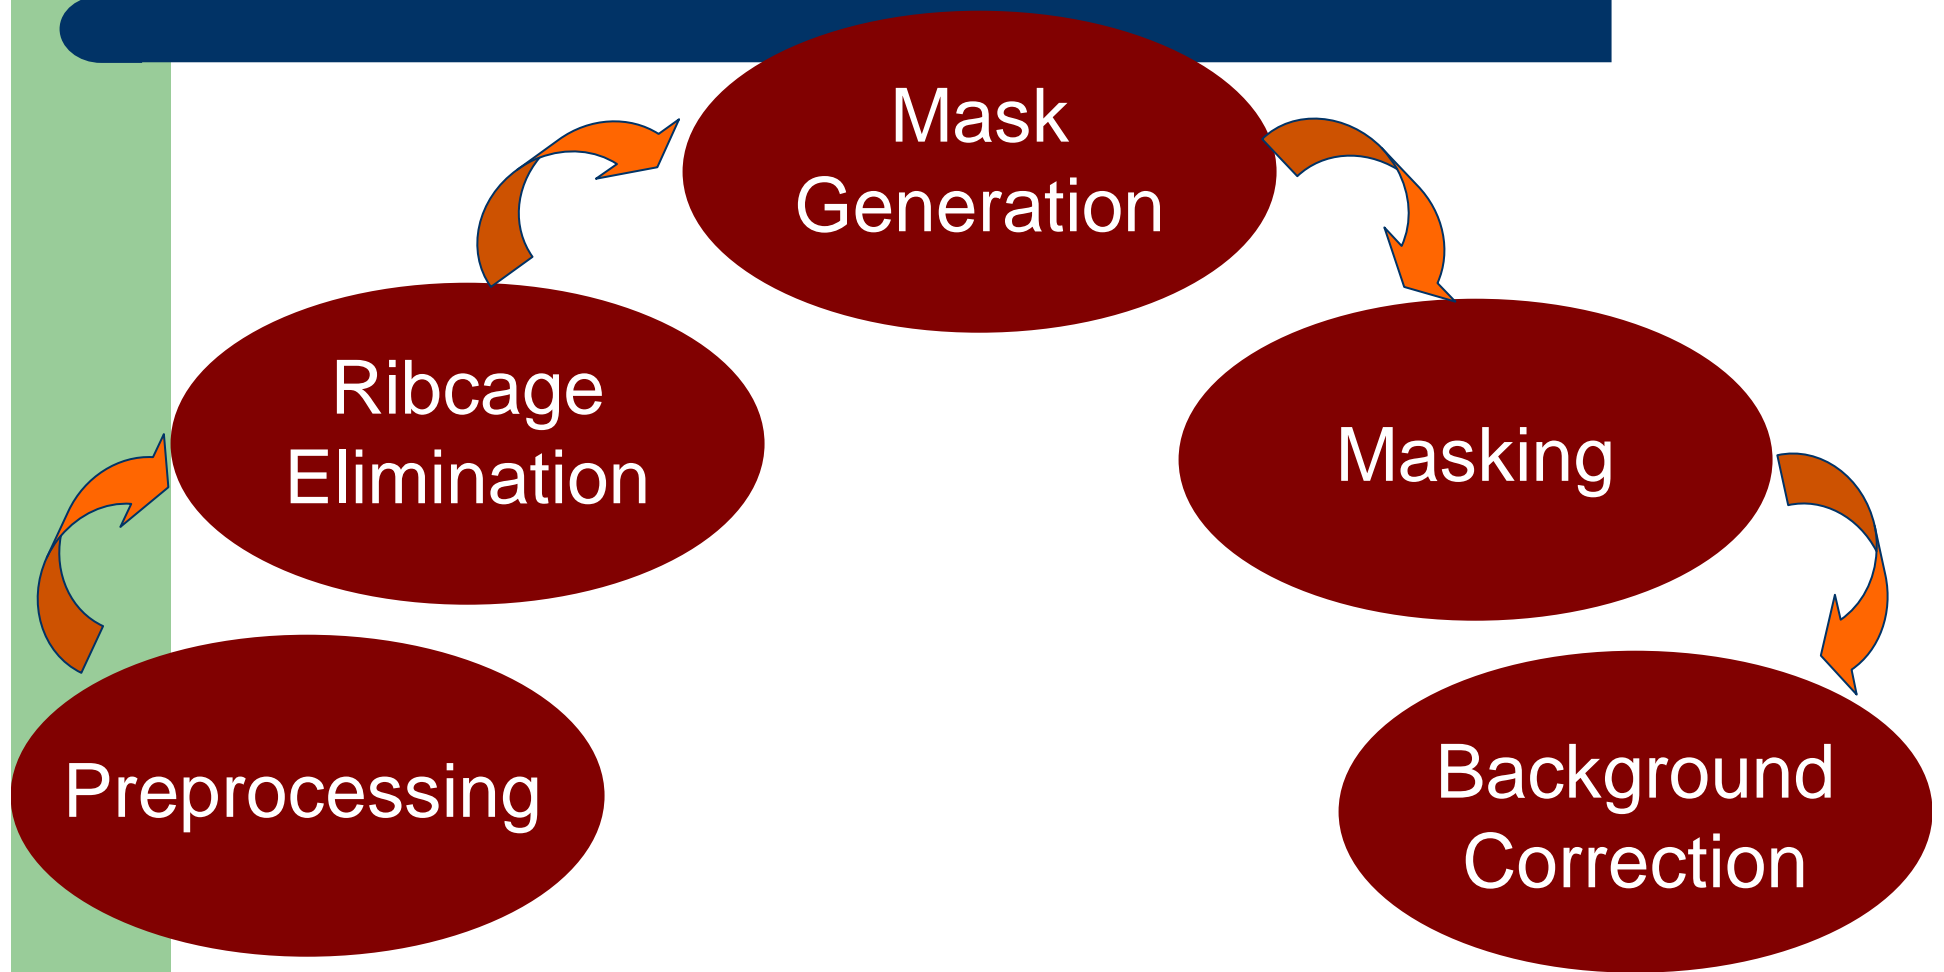 Mask
Generation
Ribcage
Elimination
Masking
Preprocessing
Background
Correction